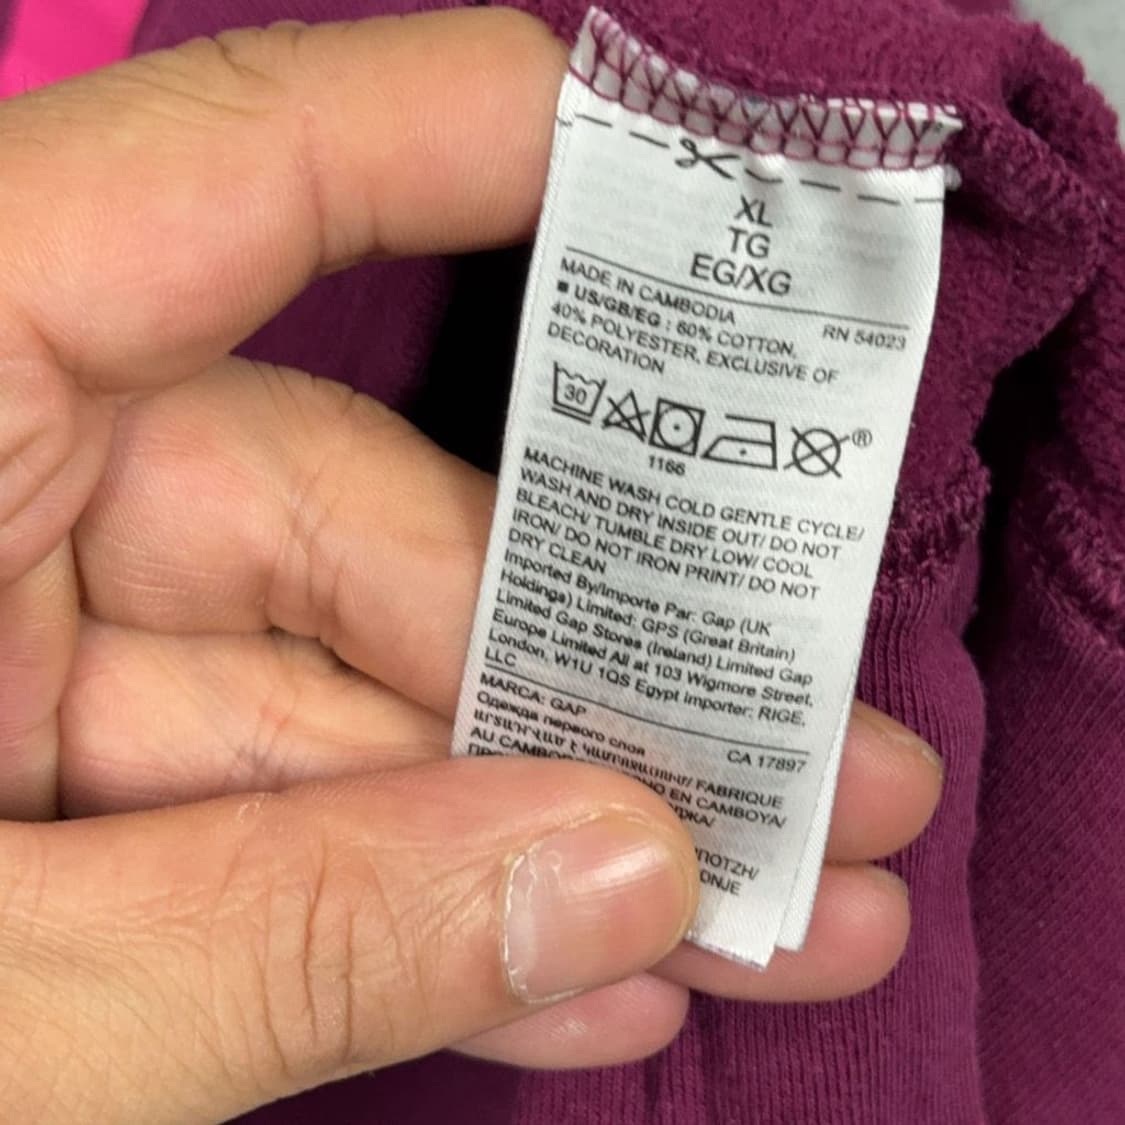 XL
TG
EG/XG
MADE IN CAMBODIA
RN 54023
■ US/GB/EG : 60% COTTON,
40% POLYESTER, EXCLUSIVE OF
DECORATION
30
®
1166
MACHINE WASH COLD GENTLE CYCLE/
WASH AND DRY INSIDE OUT/ DO NOT
BLEACH/ TUMBLE DRY LOW/ COOL
IRON/ DO NOT IRON PRINT/ DO NOT
DRY CLEAN
Imported By/Importe Par: Gap (UK
Holdings) Limited; GPS (Great Britain)
Limited Gap Stores (Ireland) Limited Gap
Europe Limited All at 103 Wigmore Street,
London, W1U 1QS Egypt Importer: RIGE,
LLC
MARCA: GAP
CA 17897
Одежда первого слоя
FABRIQUE
AU
EN CAMBOYA/